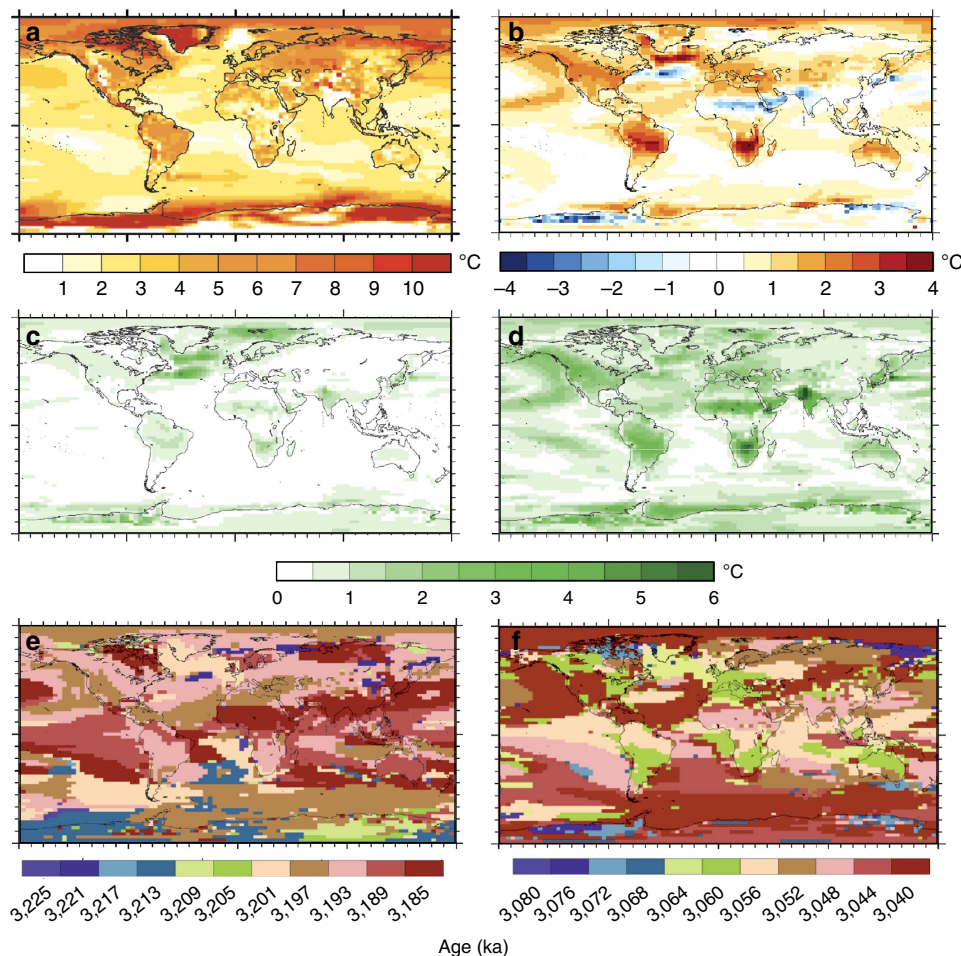 a
b
°C
1 2 3 4 5 6 7 8 9 10
−4 −3 −2 −1 0 1 2 3 4
°C
c
d
0 1 2 3 4 5 6
°C
e
f
3,225 3,221 3,217 3,213 3,209 3,205 3,201 3,197 3,193 3,189 3,185
3,080 3,076 3,072 3,068 3,064 3,060 3,056 3,052 3,048 3,044 3,040
Age (ka)